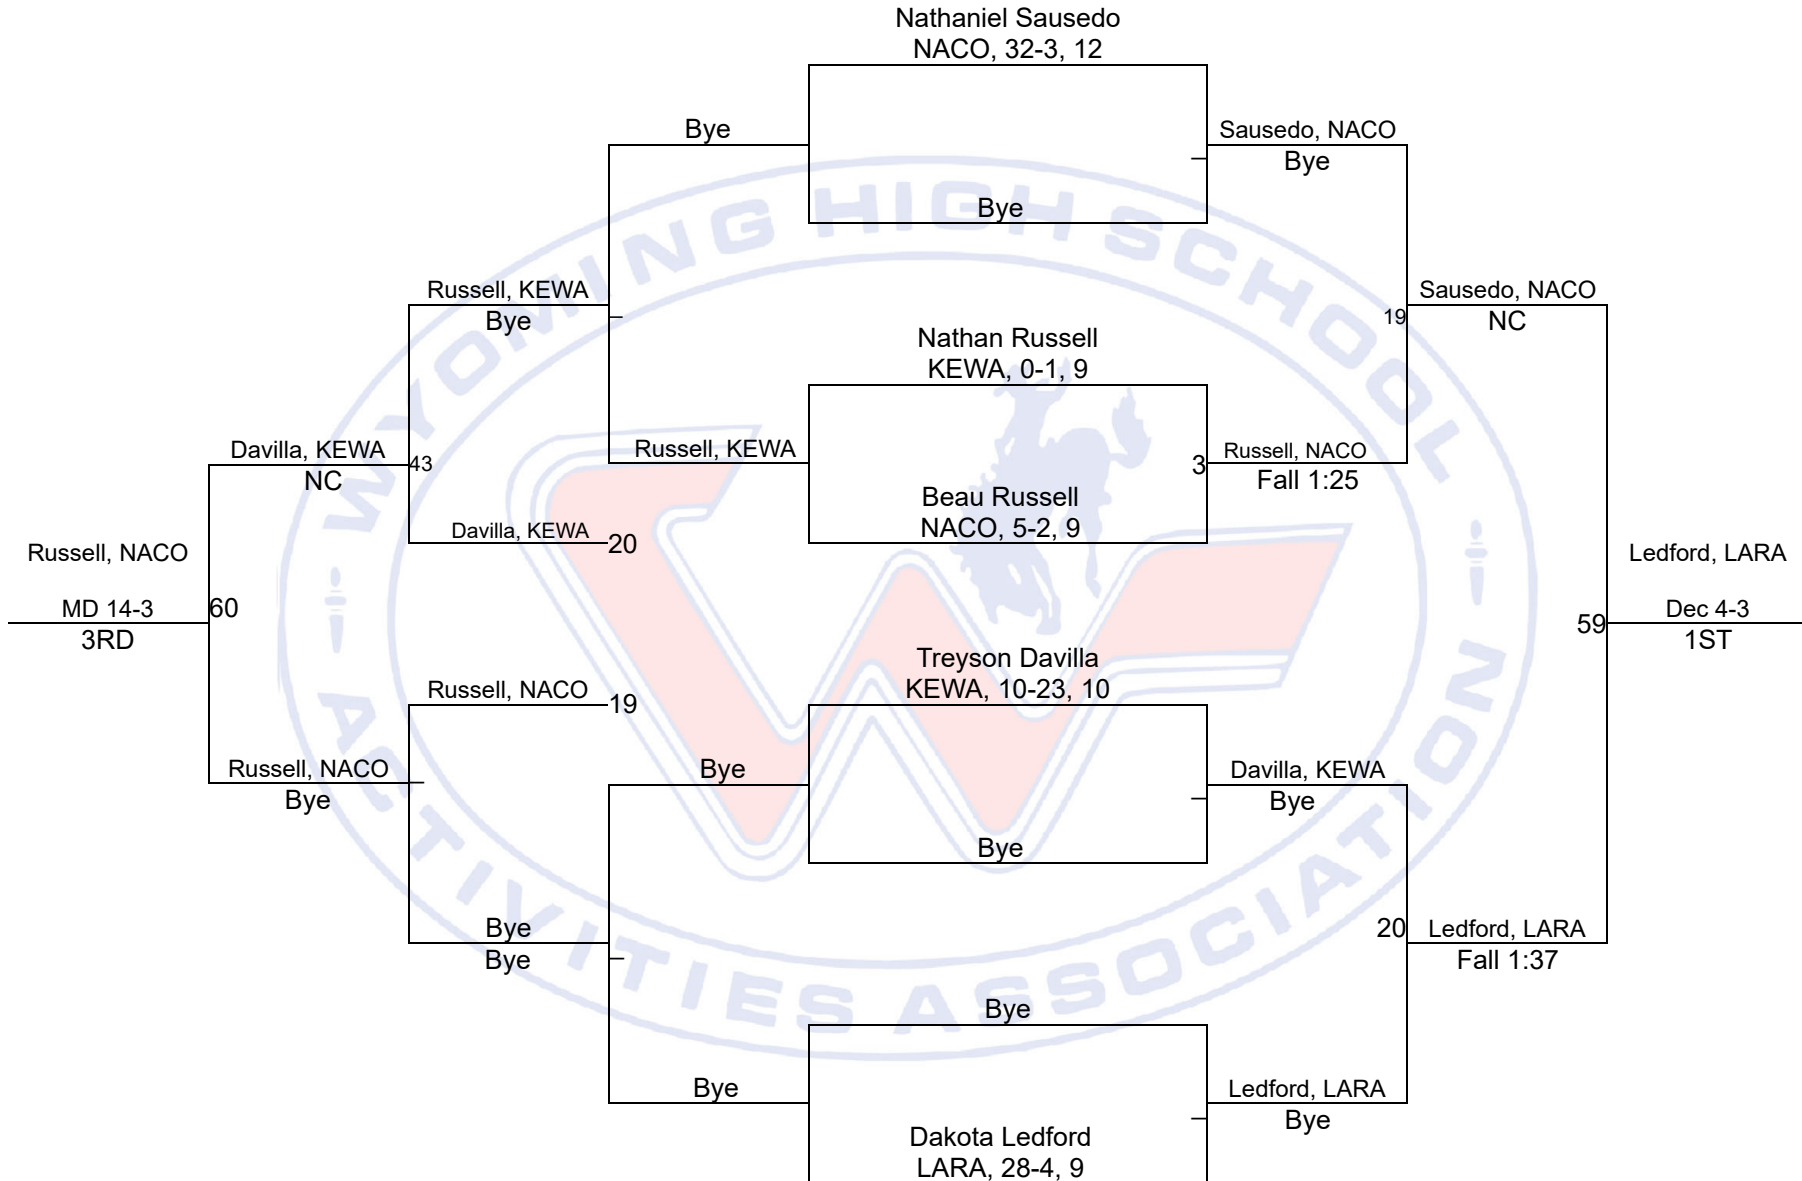 Nathaniel Sausedo
NACO, 32-3, 12
Bye
Sausedo, NACO
Bye
Bye
Russell, KEWA
Bye
Sausedo, NACO
19
NC
Nathan Russell
KEWA, 0-1, 9
Davilla, KEWA
43
NC
Russell, KEWA
3
Russell, NACO
Fall 1:25
Beau Russell
NACO, 5-2, 9
Davilla, KEWA
20
Russell, NACO
MD 14-3
60
3RD
Ledford, LARA
59
Dec 4-3
1ST
Treyson Davilla
KEWA, 10-23, 10
Russell, NACO
19
Russell, NACO
Bye
Bye
Davilla, KEWA
Bye
Bye
Bye
Bye
20
Ledford, LARA
Fall 1:37
Bye
Bye
Ledford, LARA
Bye
Dakota Ledford
LARA, 28-4, 9
WYOMING HIGH SCHOOL
ACTIVITIES ASSOCIATION